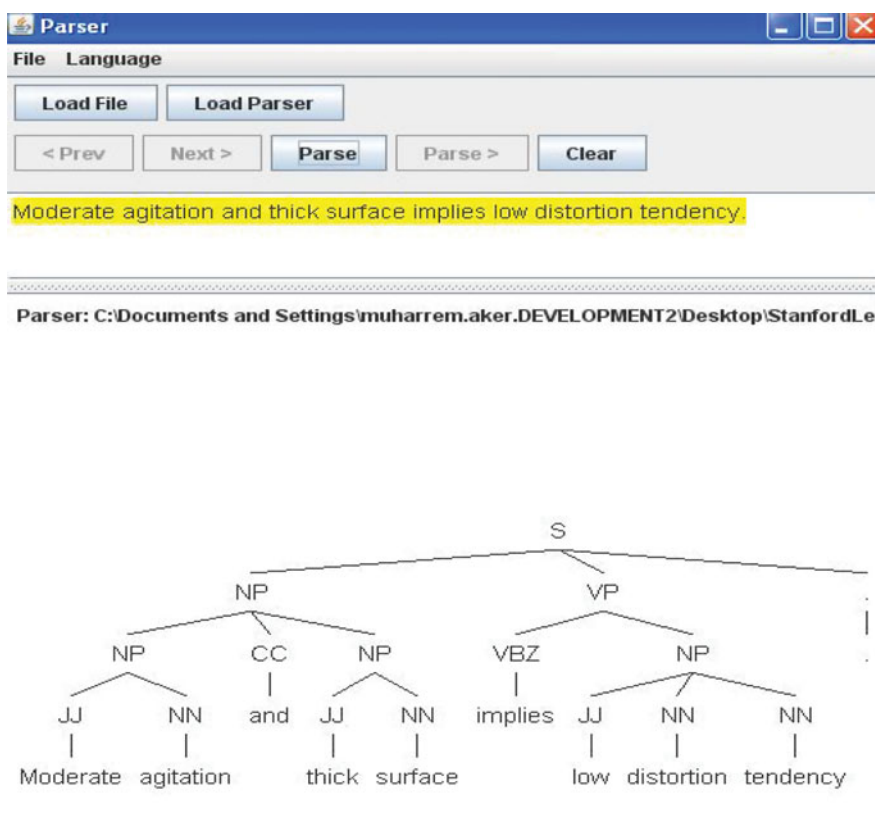 Parser
File Language
Load File Load Parser
< Prev Next > Parse Parse > Clear
Moderate agitation and thick surface implies low distortion tendency.
Parser: C:\Documents and Settings\muharrem.aker.DEVELOPMENT2\Desktop\StanfordLe
S
NP VP .
NP CC NP VBZ NP .
JJ NN and JJ NN implies JJ NN NN
Moderate agitation thick surface low distortion tendency